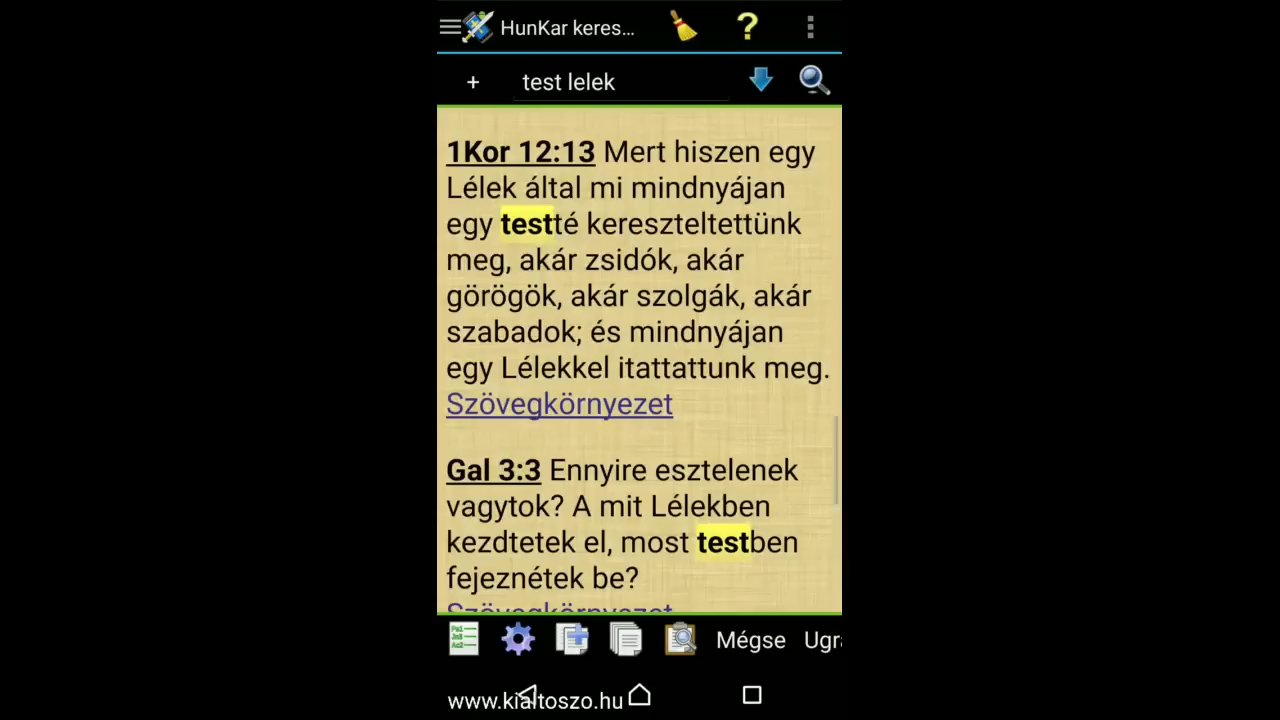 HunKar keres...
+ test lelek
1Kor 12:13 Mert hiszen egy
Lélek által mi mindnyájan
egy testté kereszteltettünk
meg, akár zsidók, akár
görögök, akár szolgák, akár
szabadok; és mindnyájan
egy Lélekkel itattattunk meg.
Szövegkörnyezet
Gal 3:3 Ennyire esztelenek
vagytok? A mit Lélekben
kezdtetek el, most testben
fejeznétek be?
Szövegkörnyezet
Mégse Ugr
www.kialtoszo.hu